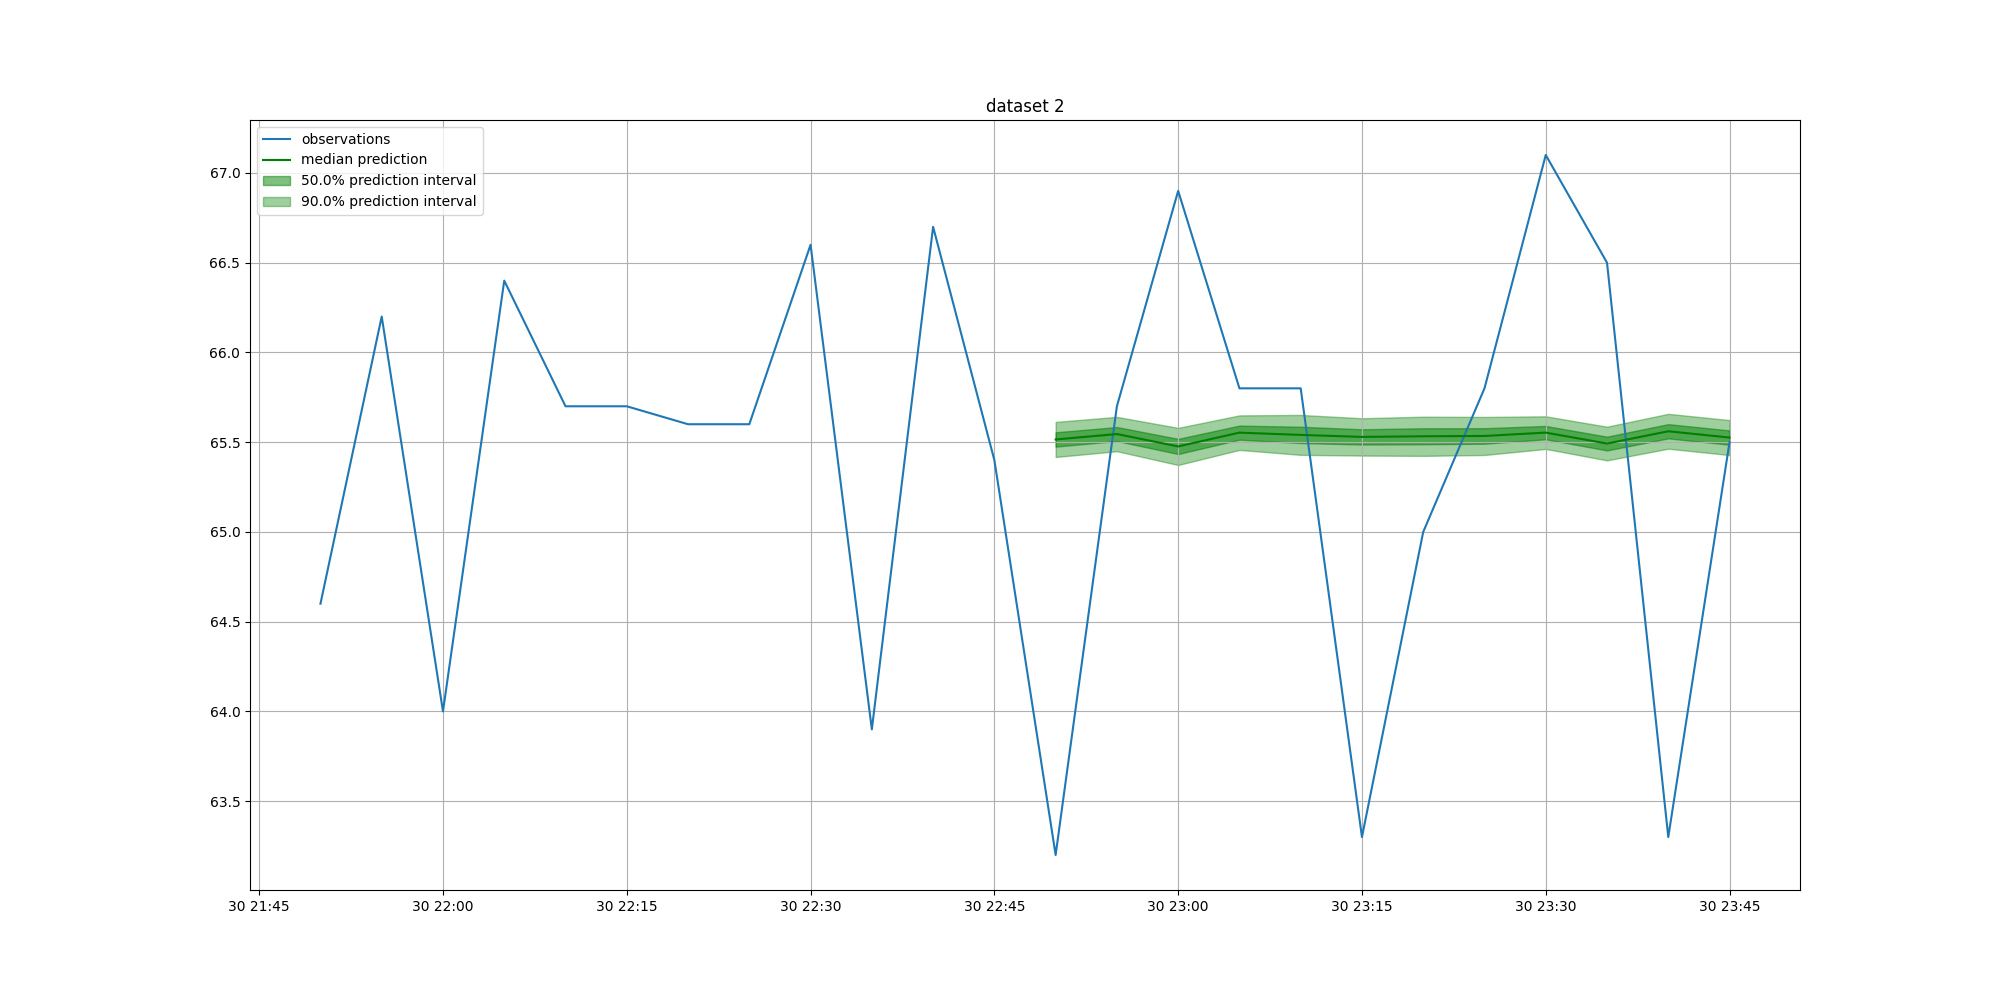 dataset 2
observations
median prediction
50.0% prediction interval
90.0% prediction interval
67.0
66.5
66.0
65.5
65.0
64.5
64.0
63.5
30 21:45 30 22:00 30 22:15 30 22:30 30 22:45 30 23:00 30 23:15 30 23:30 30 23:45